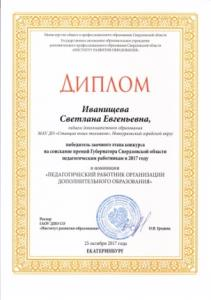 Министерство общего и профессионального образования Свердловской области
Государственное автономное образовательное учреждение
дополнительного профессионального образования Свердловской области
«ИНСТИТУТ РАЗВИТИЯ ОБРАЗОВАНИЯ»
ДИПЛОМ
Иванищева
Светлана Евгеньевна,
педагог дополнительного образования
МАУ ДО «Станция юных техников», Новоуральский городской округ
победитель заочного этапа конкурса
на соискание премий Губернатора Свердловской области
педагогическим работникам в 2017 году
в номинации
«ПЕДАГОГИЧЕСКИЙ РАБОТНИК ОРГАНИЗАЦИИ
ДОПОЛНИТЕЛЬНОГО ОБРАЗОВАНИЯ»
Ректор
ГАОУ ДПО СО
«Институт развития образования»
О.В. Гредина
25 октября 2017 года
ЕКАТЕРИНБУРГ